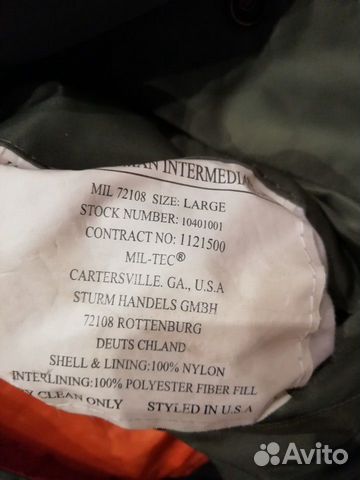 INTERMEDIA
MIL 72108 SIZE: LARGE
STOCK NUMBER: 10401001
CONTRACT NO: 1121500
MIL-TEC®
CARTERSVILLE. GA., U.S.A
STURM HANDELS GMBH
72108 ROTTENBURG
DEUTS CHLAND
SHELL & LINING:100% NYLON
INTERLINING:100% POLYESTER FIBER FILL
CLEAN ONLY STYLED IN U.S.A
Avito